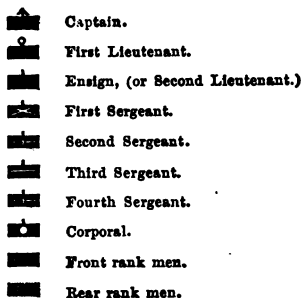 Captain.
First Lieutenant.
Ensign, (or Second Lieutenant.)
First Sergeant.
Second Sergeant.
Third Sergeant.
Fourth Sergeant.
Corporal.
Front rank men.
Rear rank men.